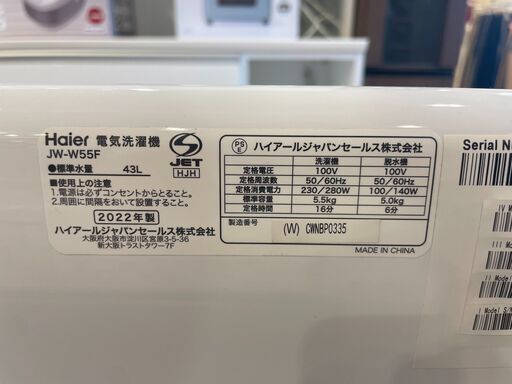 Haier 電気洗濯機
JW-W55F
●標準水量 43L
■使用上の注意
1.電源は必ずコンセントからとること。
2.周囲に間隔をおいて設置すること。
2022年製
ハイアールジャパンセールス株式会社
大阪府大阪市淀川区宮原3-5-36
新大阪トラストタワー7F
S
JET
HJH
PS
E
ハイアールジャパンセールス株式会社
洗濯機 脱水機
定格電圧 100V 100V
定格周波数 50/60Hz 50/60Hz
定格消費電力 230/280W 100/140W
標準容量 5.5kg 5.0kg
定格時間 16分 6分
製造番号
(W) CWNBP0335
MADE IN CHINA
Serial
Model
Model
Model
I Model S/